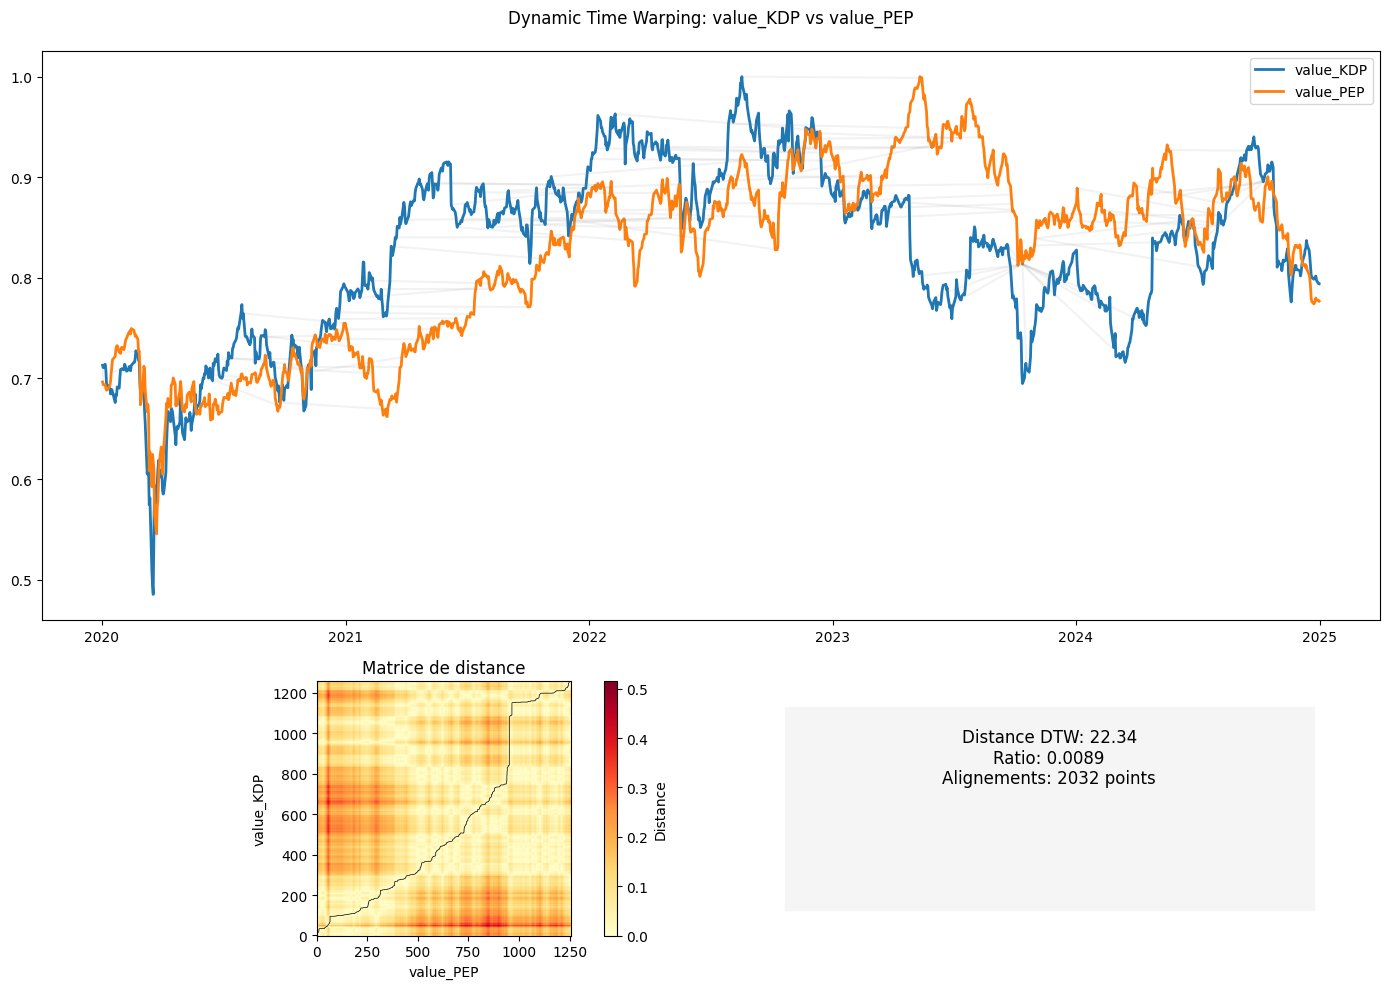 Dynamic Time Warping: value_KDP vs value_PEP
value_KDP
value_PEP
1.0
0.9
0.8
0.7
0.6
0.5
2020 2021 2022 2023 2024 2025
Matrice de distance
value_KDP
1200
1000
800
600
400
200
0
0 250 500 750 1000 1250
value_PEP
0.5
0.4
0.3
0.2
0.1
0.0
Distance
Distance DTW: 22.34
Ratio: 0.0089
Alignements: 2032 points